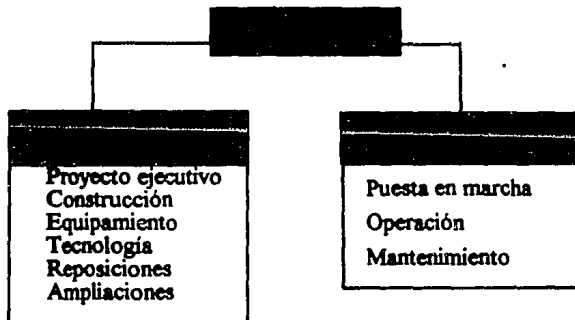 Proyecto ejecutivo
Construcción
Equipamiento
Tecnología
Reposiciones
Ampliaciones
Puesta en marcha
Operación
Mantenimiento